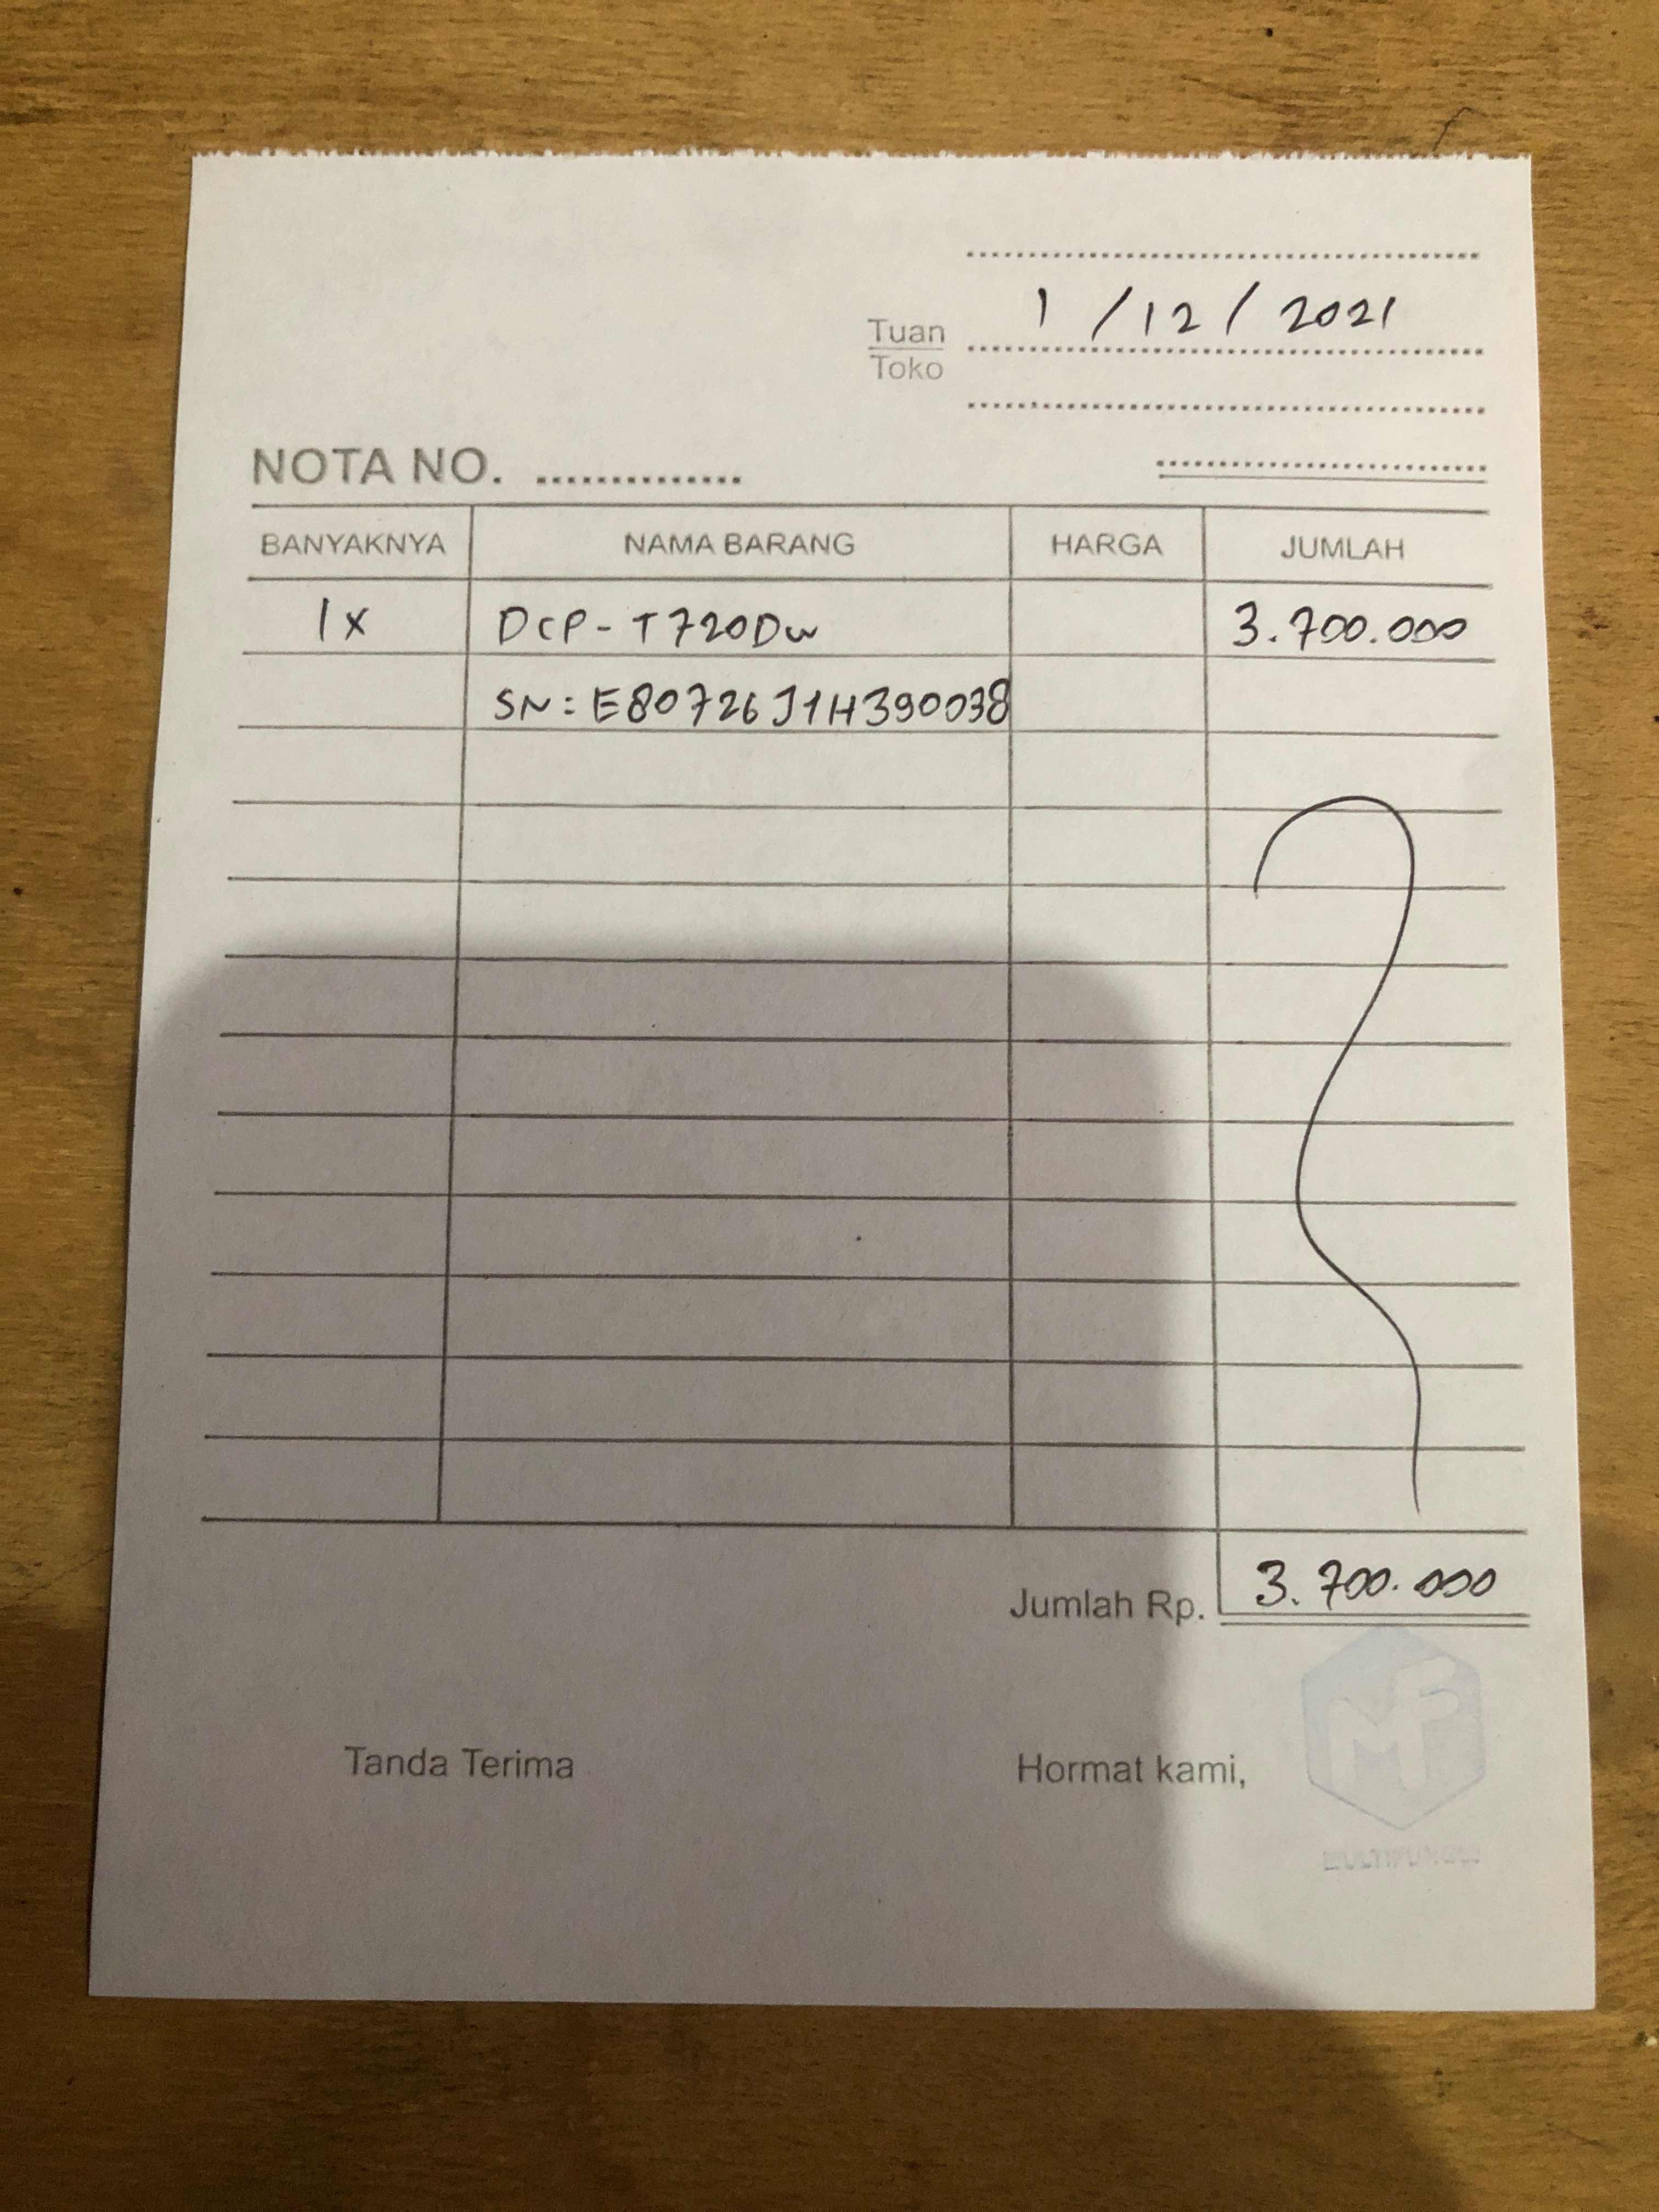 1 / 12 / 2021
Tuan
Toko
NOTA NO. ..............
BANYAKNYA NAMA BARANG HARGA JUMLAH
1x DCP-T720DW 3.700.000
SN: E80726J1H390038
Jumlah Rp. 3.700.000
Tanda Terima Hormat kami,
MF